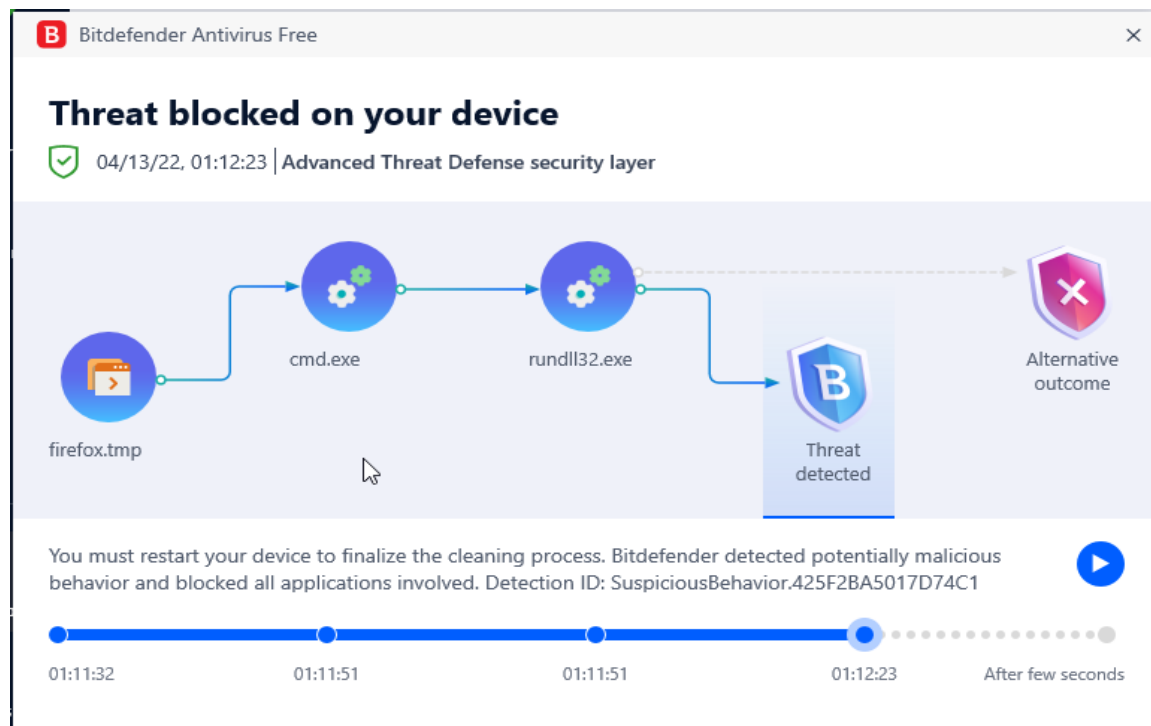 B Bitdefender Antivirus Free
Threat blocked on your device
04/13/22, 01:12:23 | Advanced Threat Defense security layer
cmd.exe
rundll32.exe
Alternative
outcome
firefox.tmp
B
Threat
detected
You must restart your device to finalize the cleaning process. Bitdefender detected potentially malicious
behavior and blocked all applications involved. Detection ID: SuspiciousBehavior.425F2BA5017D74C1
01:11:32 01:11:51 01:11:51 01:12:23 After few seconds